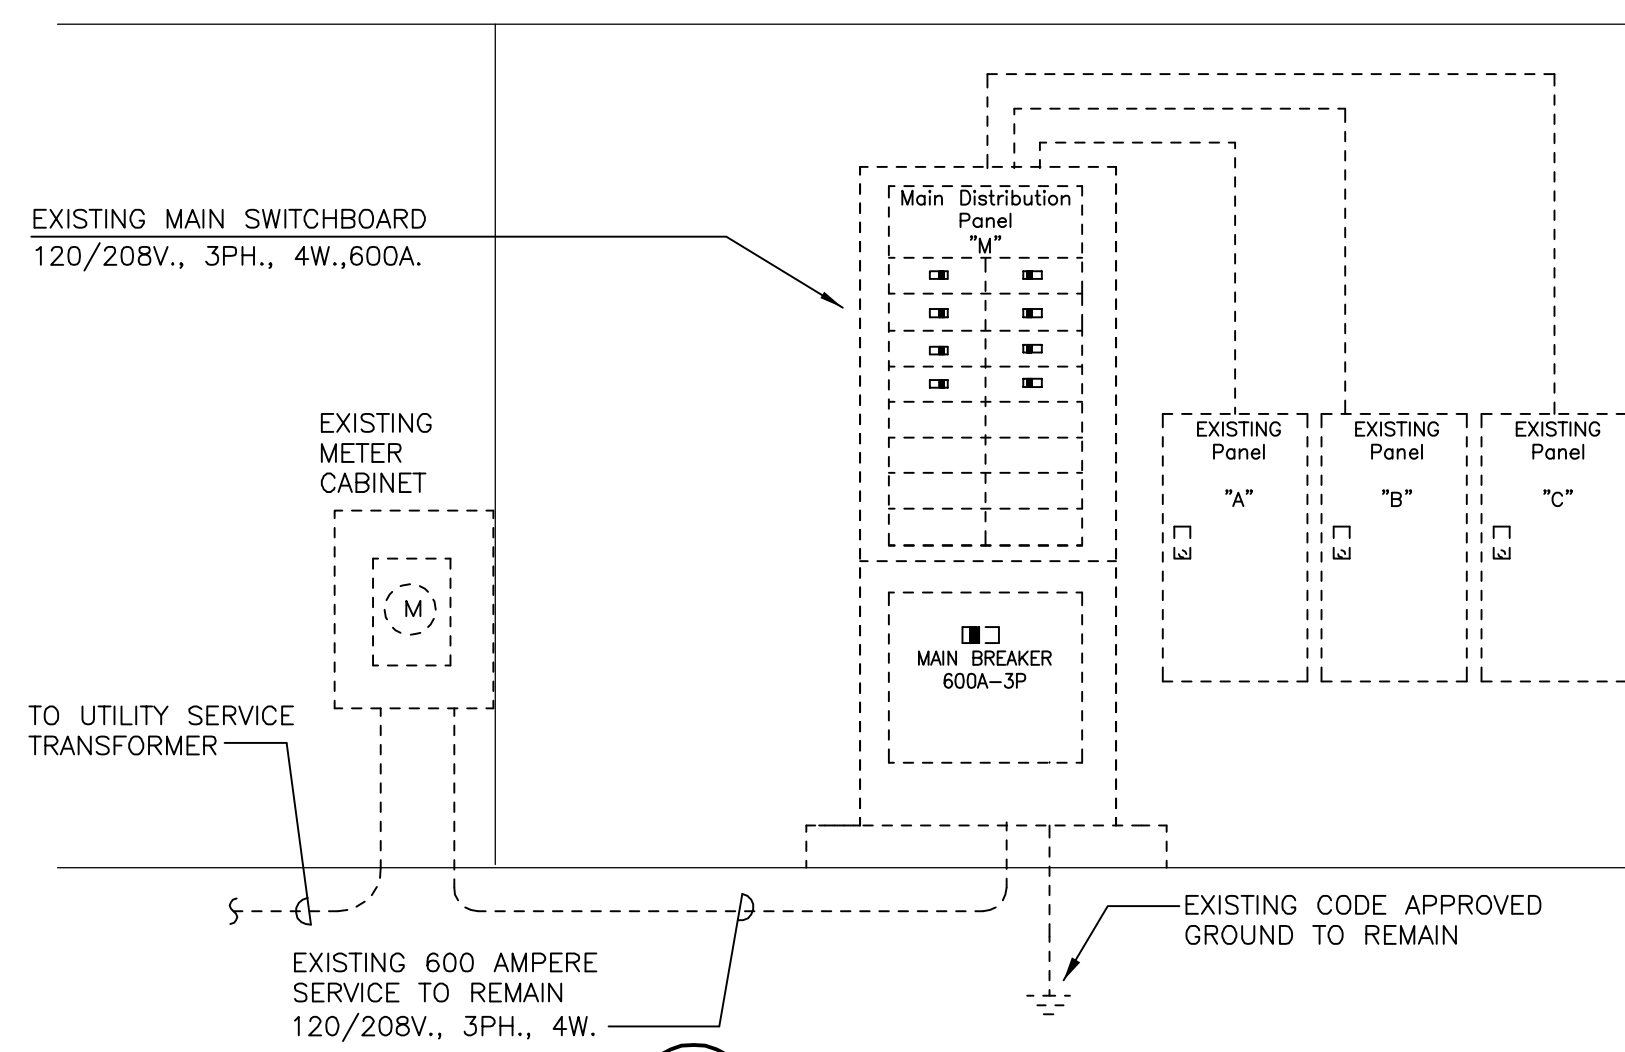 EXISTING MAIN SWITCHBOARD
120/208V., 3PH., 4W.,600A.
Main Distribution
Panel
"M"
EXISTING
METER
CABINET
M
EXISTING
Panel
"A"
EXISTING
Panel
"B"
EXISTING
Panel
"C"
MAIN BREAKER
600A-3P
TO UTILITY SERVICE
TRANSFORMER
EXISTING CODE APPROVED
GROUND TO REMAIN
EXISTING 600 AMPERE
SERVICE TO REMAIN
120/208V., 3PH., 4W.